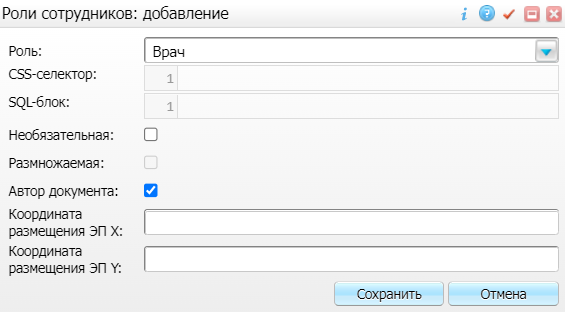 Роли сотрудников: добавление
Роль: Врач
CSS-селектор: 1
SQL-блок: 1
Необязательная:
Размножаемая:
Автор документа:
Координата
размещения ЭП X:
Координата
размещения ЭП Y:
Сохранить Отмена